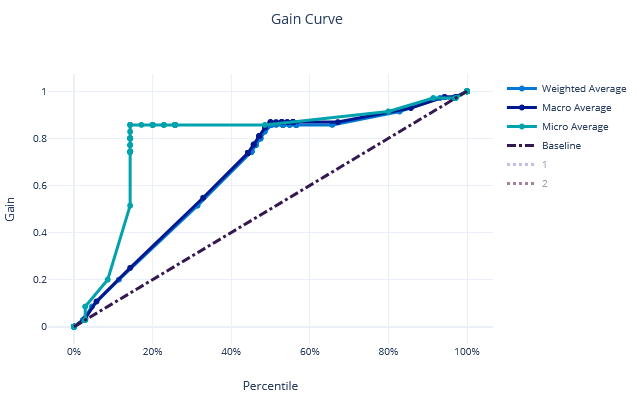 Gain Curve
Gain
1
0.8
0.6
0.4
0.2
0
0%
20%
40%
60%
80%
100%
Percentile
Weighted Average
Macro Average
Micro Average
Baseline
1
2